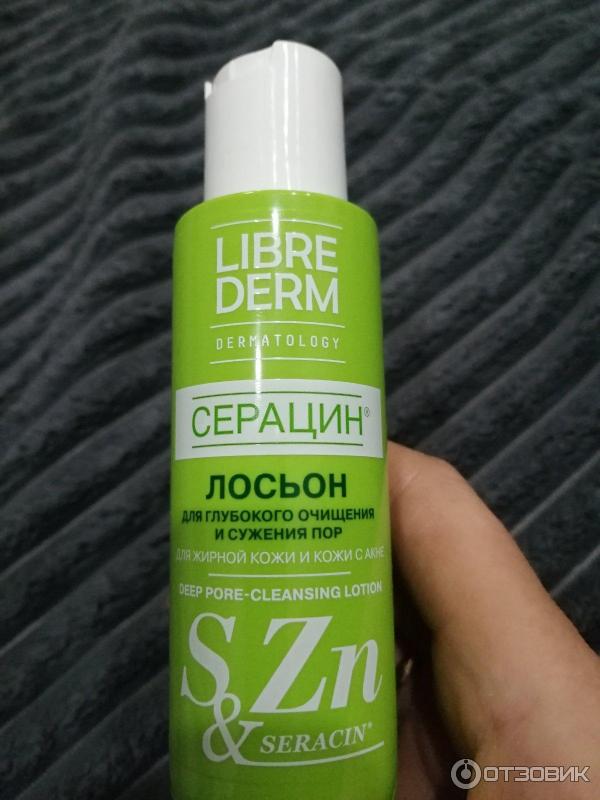 LIBRE
DERM
DERMATOLOGY
СЕРАЦИН®
ЛОСЬОН
ДЛЯ ГЛУБОКОГО ОЧИЩЕНИЯ
И СУЖЕНИЯ ПОР
ДЛЯ ЖИРНОЙ КОЖИ И КОЖИ С АКНЕ
DEEP PORE-CLEANSING LOTION
S&Zn
SERACIN®
ОТЗОВИК